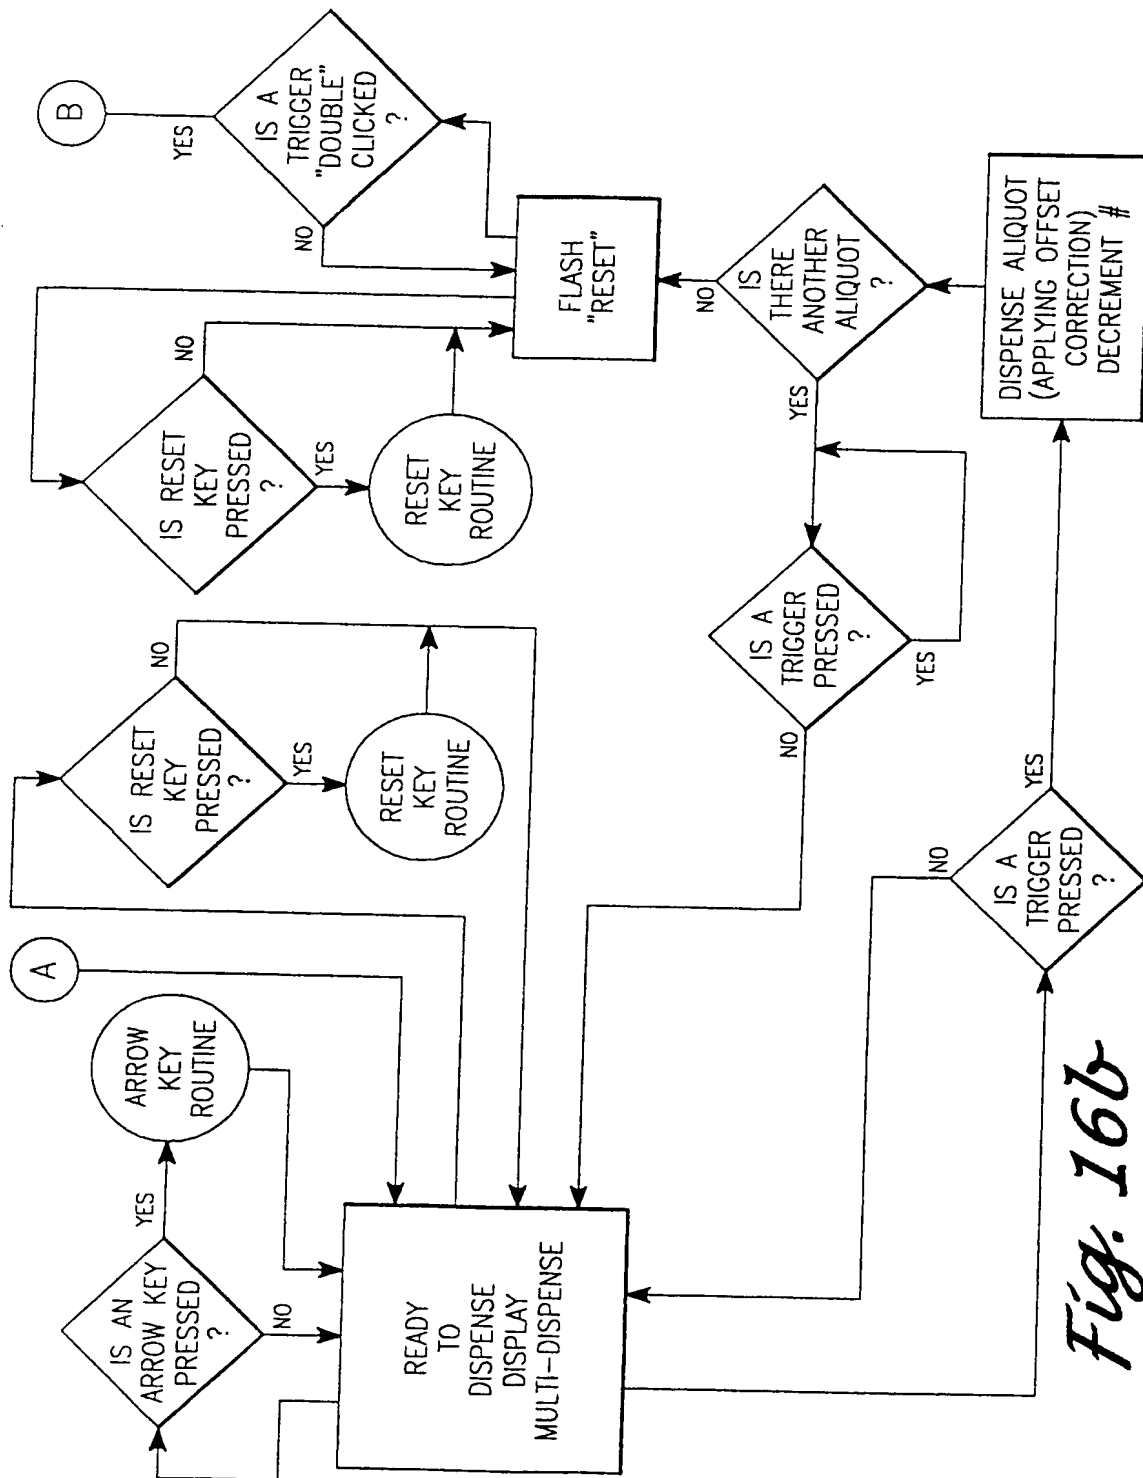 IS AN
ARROW KEY
PRESSED
?
YES
NO
ARROW
KEY
ROUTINE
A
READY
TO
DISPENSE
DISPLAY
MULTI-DISPENSE
IS RESET
KEY
PRESSED
?
NO
YES
RESET
KEY
ROUTINE
IS RESET
KEY
PRESSED
?
NO
YES
RESET
KEY
ROUTINE
B
YES
IS A
TRIGGER
"DOUBLE"
CLICKED
?
NO
FLASH
"RESET"
NO
IS
THERE
ANOTHER
ALIQUOT
?
YES
IS A
TRIGGER
PRESSED
?
NO
YES
IS A
TRIGGER
PRESSED
?
NO
YES
DISPENSE ALIQUOT
(APPLYING OFFSET
CORRECTION)
DECREMENT #
Fig. 16b